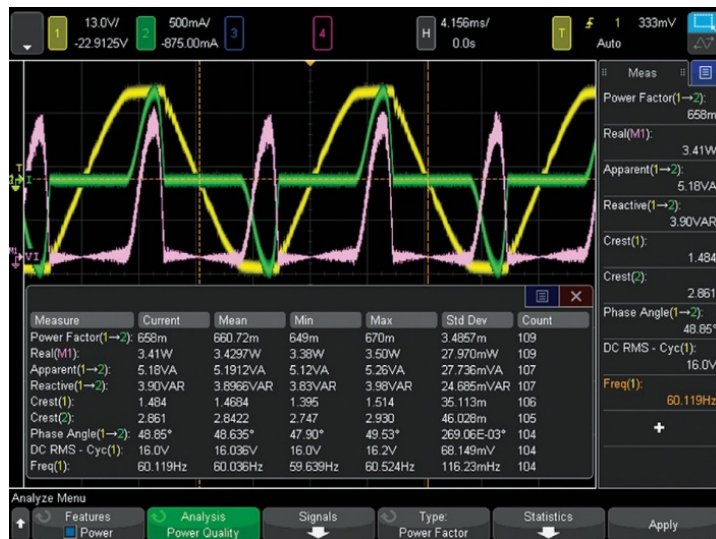 1 13.0V/ 500mA/ 4.156ms/ 1 333mV
-22.9125V 2 -875.00mA 3 4 H 0.0s T Auto
Meas
Power Factor(1→2):
658m
Real(M1):
3.41W
Apparent(1→2):
5.18VA
Reactive(1→2):
3.90VAR
Crest(1):
1.484
Crest(2):
2.861
Phase Angle(1→2):
48.85°
DC RMS - Cyc(1):
16.0V
Freq(1):
60.119Hz
+
T
I
M1
VI
Measure Current Mean Min Max Std Dev Count
Power Factor(1→2): 658m 660.72m 649m 670m 3.4857m 109
Real(M1): 3.41W 3.4297W 3.38W 3.50W 27.970mW 109
Apparent(1→2): 5.18VA 5.1912VA 5.12VA 5.26VA 27.736mVA 107
Reactive(1→2): 3.90VAR 3.8966VAR 3.83VAR 3.98VAR 24.685mVAR 107
Crest(1): 1.484 1.4684 1.395 1.514 35.113m 106
Crest(2): 2.861 2.8422 2.747 2.930 46.028m 105
Phase Angle(1→2): 48.85° 48.635° 47.90° 49.53° 269.06E-03° 104
DC RMS - Cyc(1): 16.0V 16.036V 16.0V 16.2V 68.149mV 104
Freq(1): 60.119Hz 60.036Hz 59.639Hz 60.524Hz 116.23mHz 104
Analyze Menu
Features Analysis Signals Type: Statistics Apply
Power Power Quality Power Factor